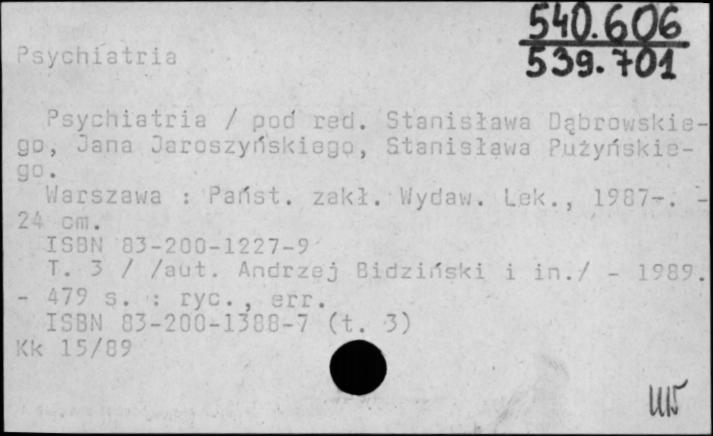 540.606
539.701
Psychiatria
Psychiatria / pod red. Stanisława Dąbrowskie-
go, Jana Jaroszyńskiego, Stanisława Pużyńskie-
go.
Warszawa : Państ. zakł. Wydaw. Lek., 1987-. -
24 cm.
ISBN 83-200-1227-9
T. 3 / /aut. Andrzej Bidziński i in./ - 1989.
- 479 s. : ryc., err.
ISBN 83-200-1388-7 (t. 3)
Kk 15/89